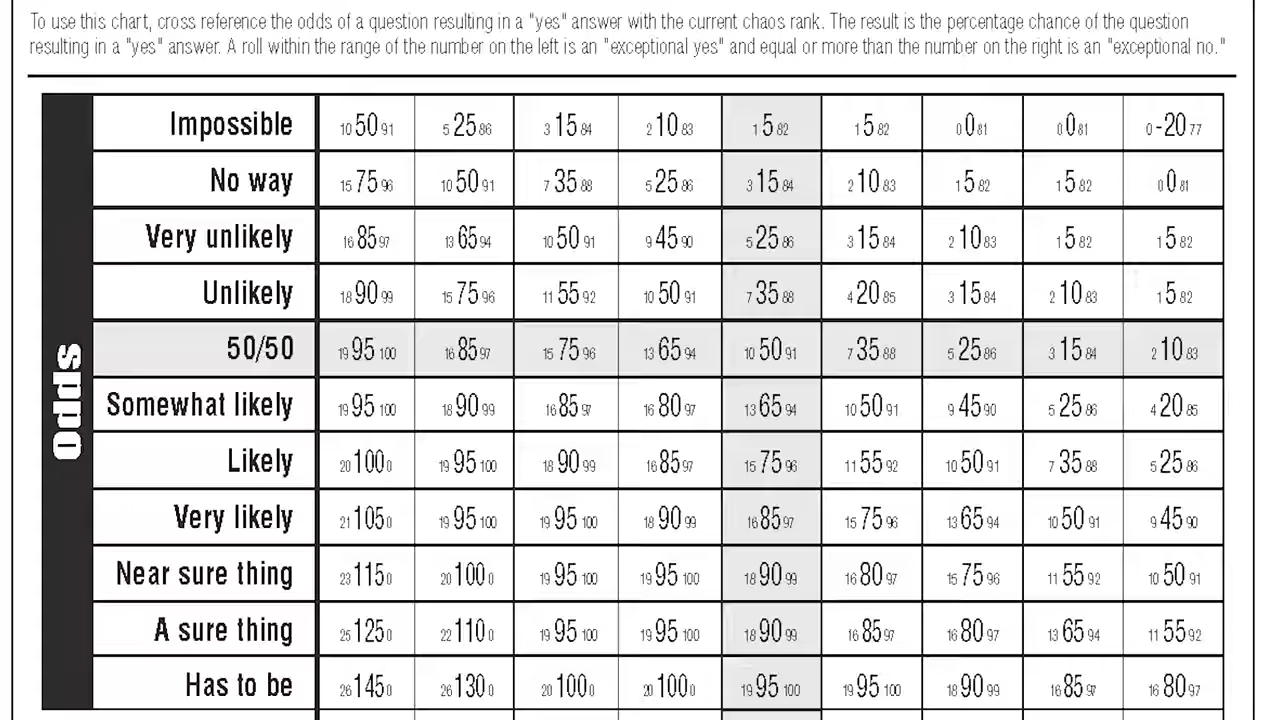 To use this chart, cross reference the odds of a question resulting in a "yes" answer with the current chaos rank. The result is the percentage chance of the question
resulting in a "yes" answer. A roll within the range of the number on the left is an "exceptional yes" and equal or more than the number on the right is an "exceptional no."
Odds
Impossible 10 50 91 5 25 86 3 15 84 2 10 83 1 5 82 1 5 82 0 0 81 0 0 81 0 -20 77
No way 15 75 96 10 50 91 7 35 88 5 25 86 3 15 84 2 10 83 1 5 82 1 5 82 0 0 81
Very unlikely 16 85 97 13 65 94 10 50 91 9 45 90 5 25 86 3 15 84 2 10 83 1 5 82 1 5 82
Unlikely 18 90 99 15 75 96 11 55 92 10 50 91 7 35 88 4 20 85 3 15 84 2 10 83 1 5 82
50/50 19 95 100 16 85 97 15 75 96 13 65 94 10 50 91 7 35 88 5 25 86 3 15 84 2 10 83
Somewhat likely 19 95 100 18 90 99 16 85 97 16 80 97 13 65 94 10 50 91 9 45 90 5 25 86 4 20 85
Likely 20 100 0 19 95 100 18 90 99 16 85 97 15 75 96 11 55 92 10 50 91 7 35 88 5 25 86
Very likely 21 105 0 19 95 100 19 95 100 18 90 99 16 85 97 15 75 96 13 65 94 10 50 91 9 45 90
Near sure thing 23 115 0 20 100 0 19 95 100 19 95 100 18 90 99 16 80 97 15 75 96 11 55 92 10 50 91
A sure thing 25 125 0 22 110 0 19 95 100 19 95 100 18 90 99 16 85 97 16 80 97 13 65 94 11 55 92
Has to be 26 145 0 26 130 0 20 100 0 20 100 0 19 95 100 19 95 100 18 90 99 16 85 97 16 80 97